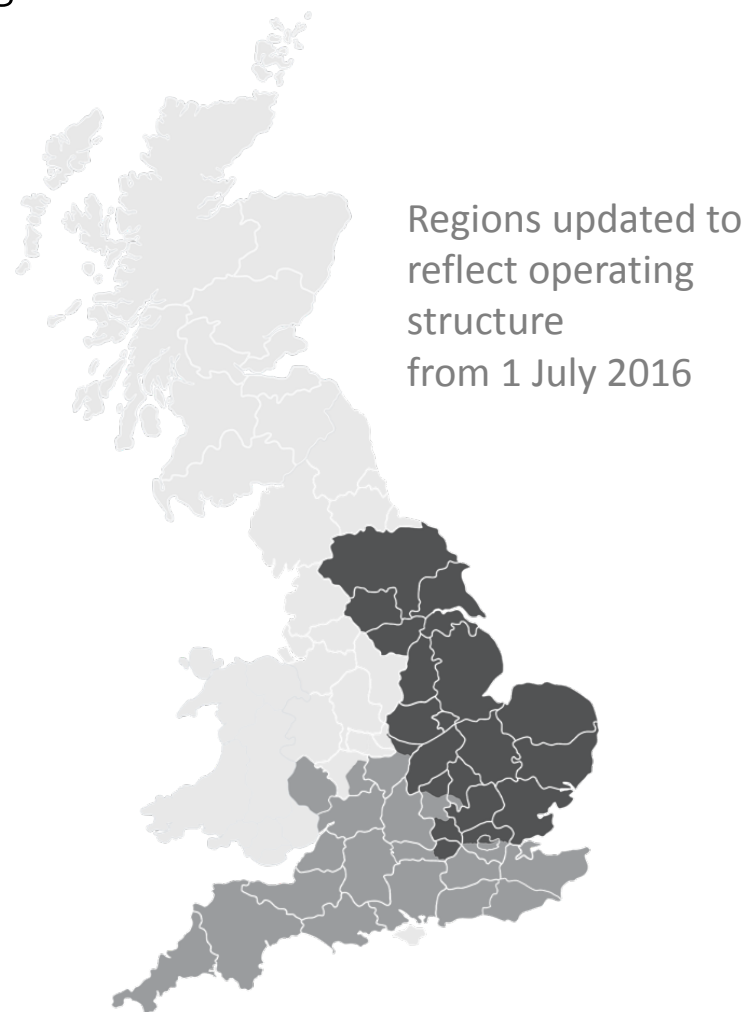 Regions updated to
reflect operating
structure
from 1 July 2016